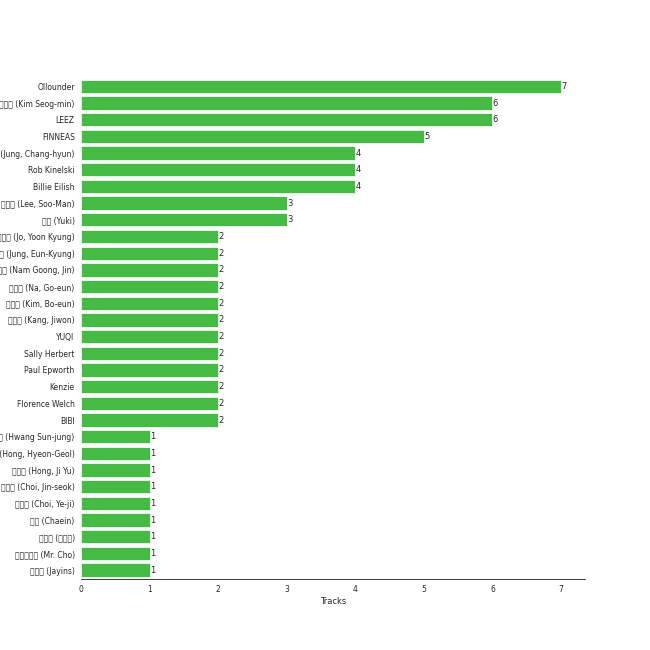 Ollounder 7
(Kim Seog-min) 6
LEEZ 6
FINNEAS 5
(Jung, Chang-hyun) 4
Rob Kinelski 4
Billie Eilish 4
(Lee, Soo-Man) 3
(Yuki) 3
(Jo, Yoon Kyung) 2
(Jung, Eun-Kyung) 2
(Nam Goong, Jin) 2
(Na, Go-eun) 2
(Kim, Bo-eun) 2
(Kang, Jiwon) 2
YUQI 2
Sally Herbert 2
Paul Epworth 2
Kenzie 2
Florence Welch 2
BIBI 2
(Hwang Sun-jung) 1
(Hong, Hyeon-Geol) 1
(Hong, Ji Yu) 1
(Choi, Jin-seok) 1
(Choi, Ye-ji) 1
(Chaein) 1
1
(Mr. Cho) 1
(Jayins) 1
0 1 2 3 4 5 6 7
Tracks